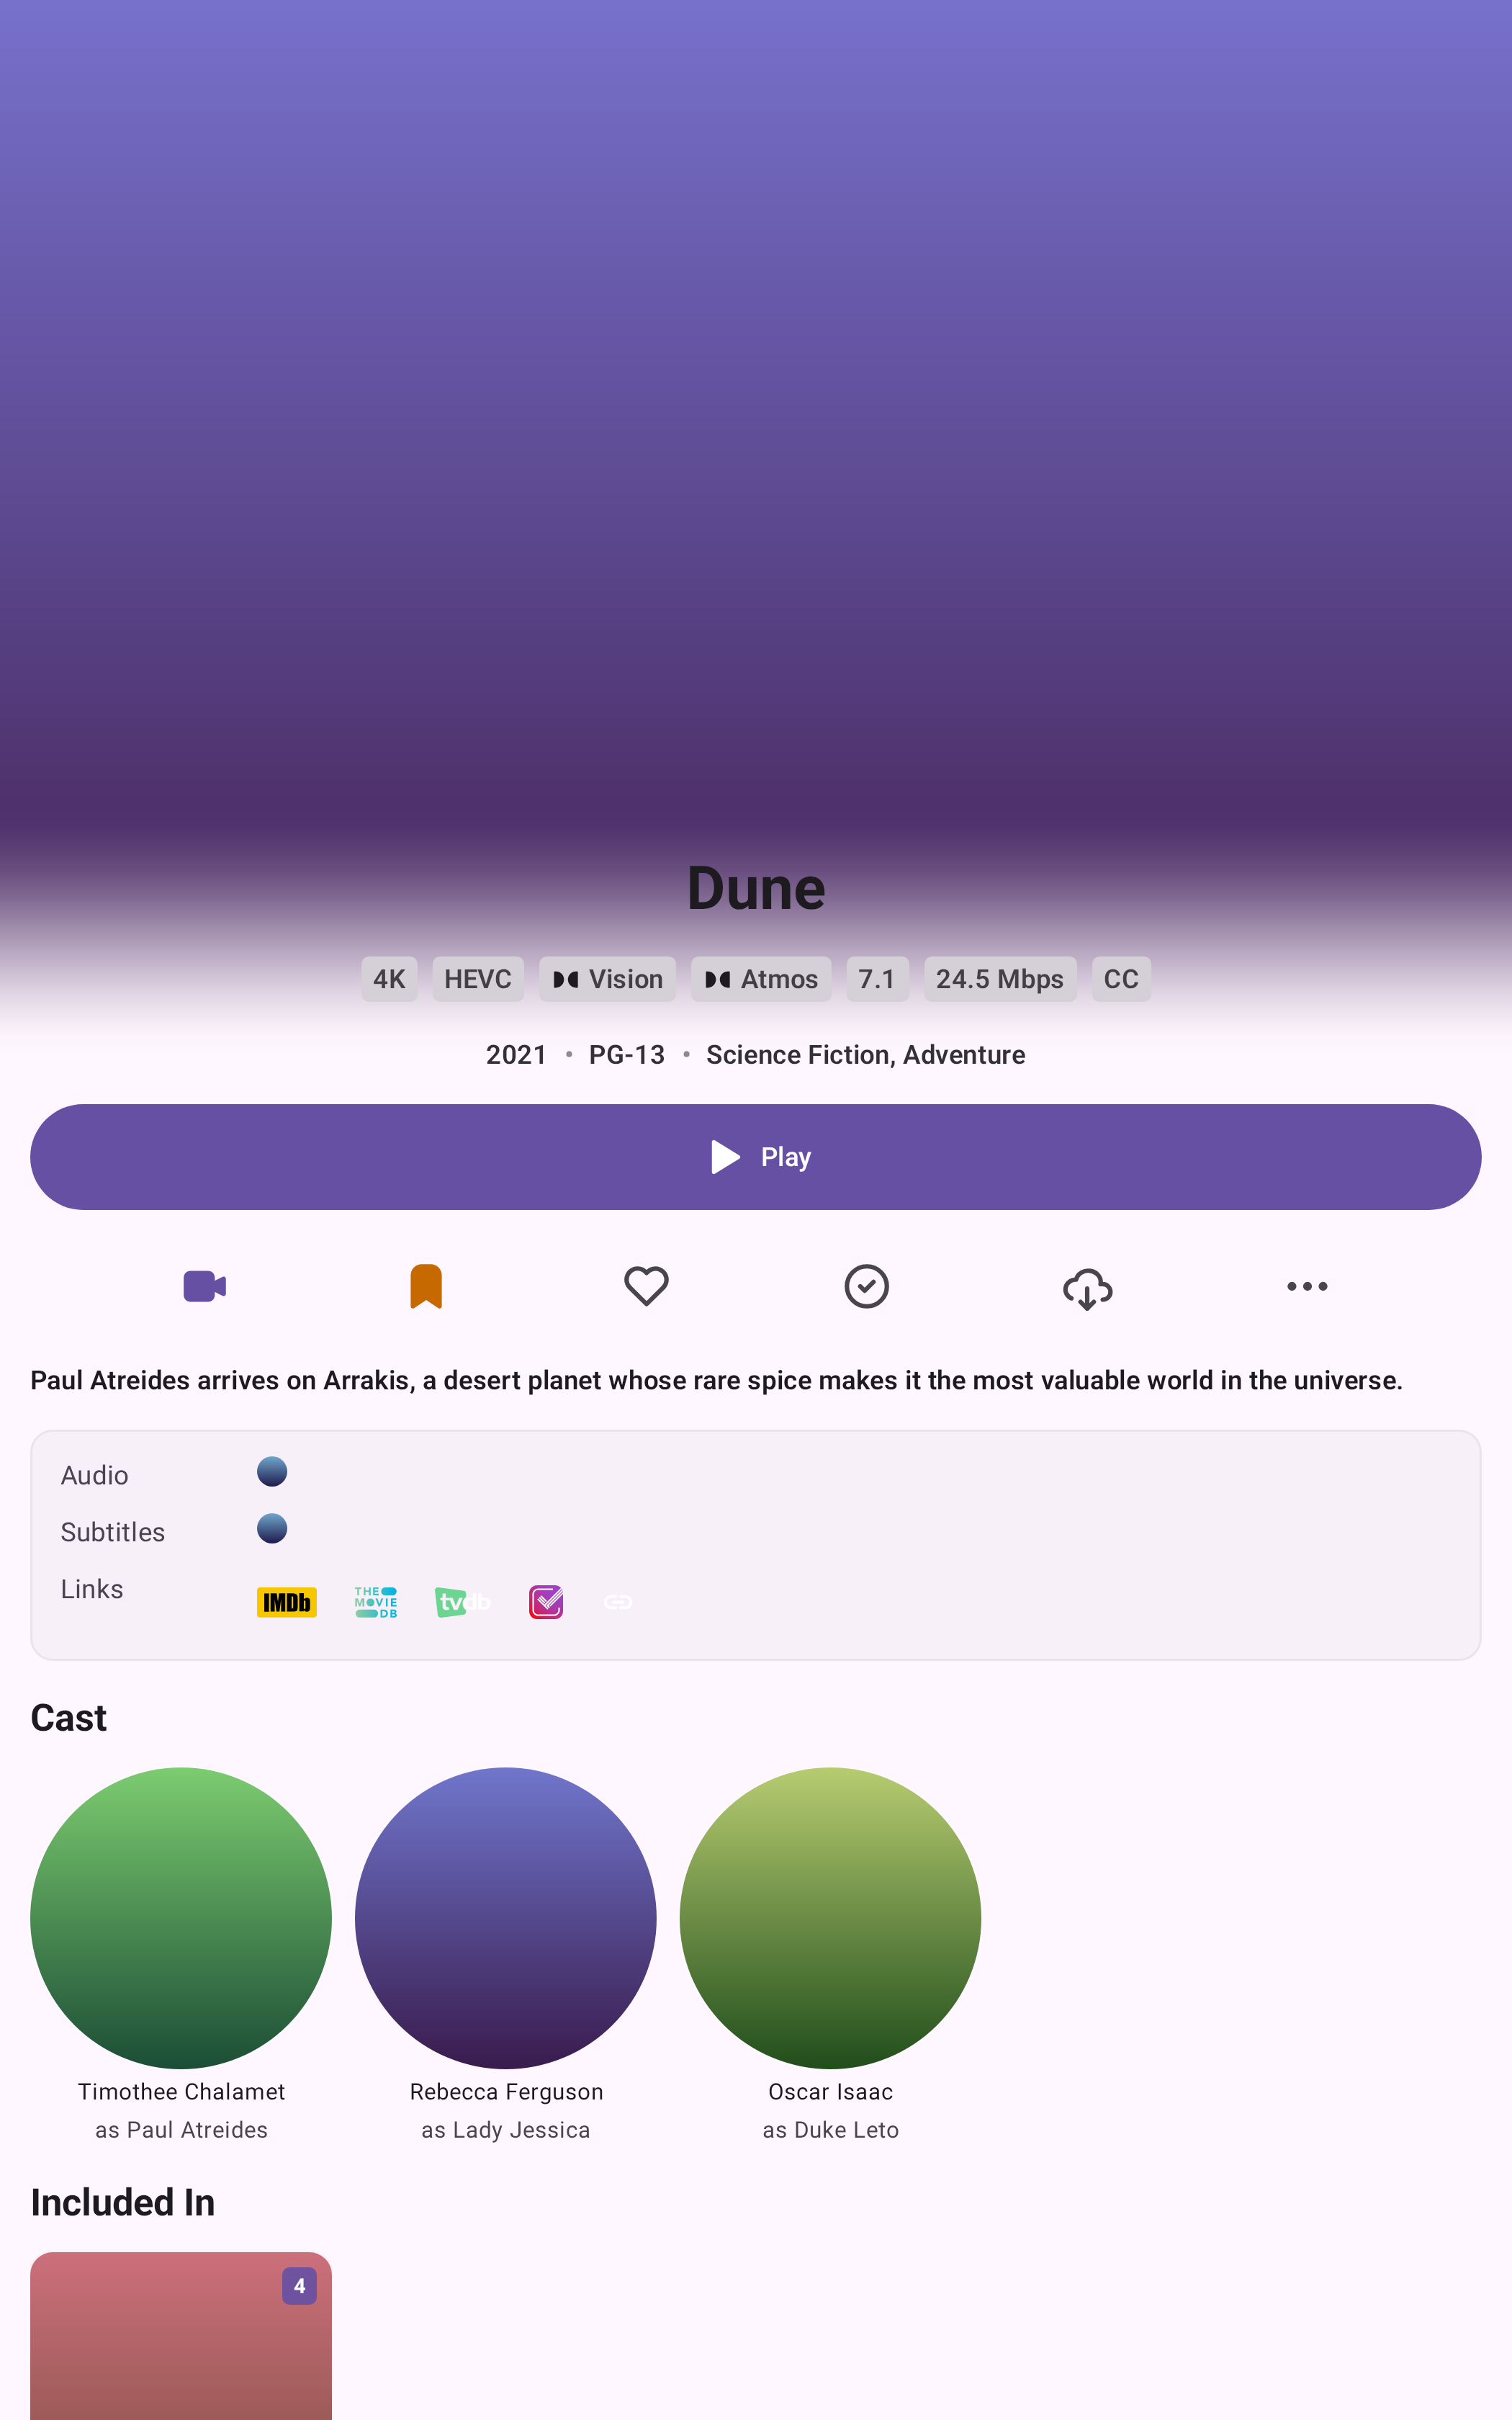 Dune
4K HEVC Vision Atmos 7.1 24.5 Mbps CC
2021 • PG-13 • Science Fiction, Adventure
Play
Paul Atreides arrives on Arrakis, a desert planet whose rare spice makes it the most valuable world in the universe.
Audio
Subtitles
Links
IMDb THE MOVIE DB tvdb
Cast
Timothee Chalamet Rebecca Ferguson Oscar Isaac
as Paul Atreides as Lady Jessica as Duke Leto
Included In
4